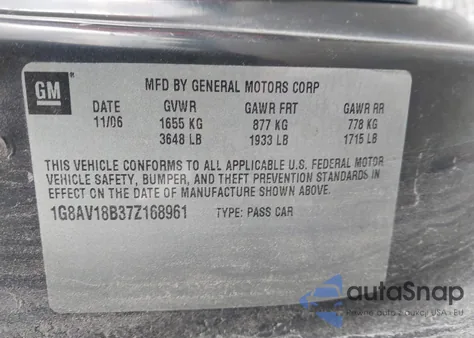 GM
MFD BY GENERAL MOTORS CORP
DATE GVWR GAWR FRT GAWR RR
11/06 1655 KG 877 KG 778 KG
3648 LB 1933 LB 1715 LB
THIS VEHICLE CONFORMS TO ALL APPLICABLE U.S. FEDERAL MOTOR
VEHICLE SAFETY, BUMPER, AND THEFT PREVENTION STANDARDS IN
EFFECT ON THE DATE OF MANUFACTURE SHOWN ABOVE.
1G8AV18B37Z168961 TYPE: PASS CAR
autoSnap